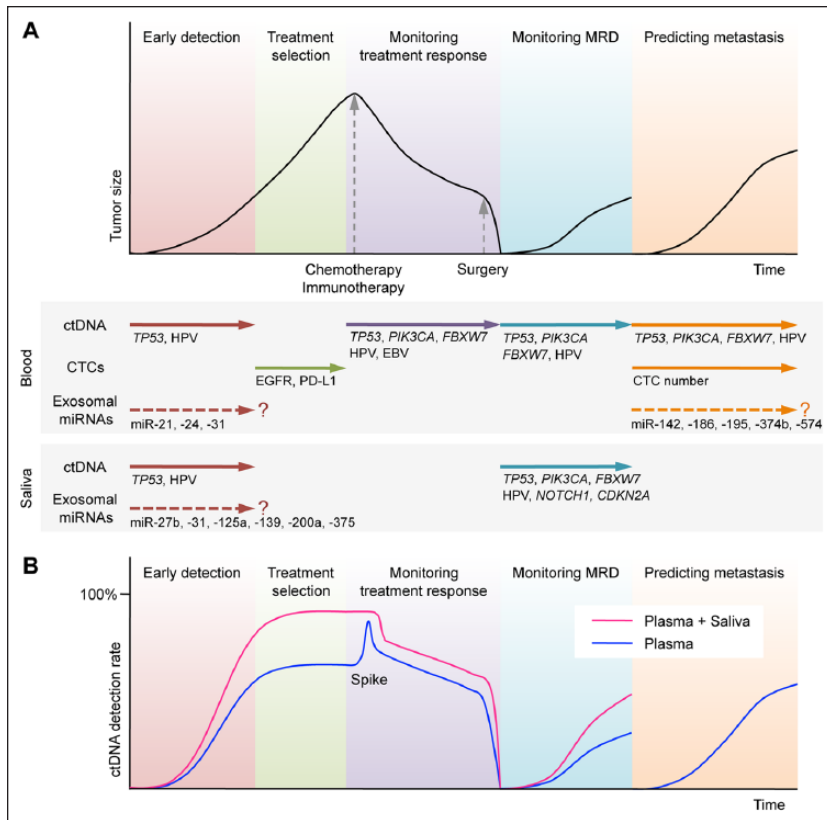 A
Early detection
Treatment
selection
Monitoring
treatment response
Monitoring MRD
Predicting metastasis
Tumor size
Chemotherapy
Immunotherapy
Surgery
Time
Blood
ctDNA
TP53, HPV
TP53, PIK3CA, FBXW7
HPV, EBV
TP53, PIK3CA
FBXW7, HPV
TP53, PIK3CA, FBXW7, HPV
CTCs
EGFR, PD-L1
CTC number
Exosomal
miRNAs
?
miR-21, -24, -31
?
miR-142, -186, -195, -374b, -574
Saliva
ctDNA
TP53, HPV
TP53, PIK3CA, FBXW7
HPV, NOTCH1, CDKN2A
Exosomal
miRNAs
?
miR-27b, -31, -125a, -139, -200a, -375
B
Early detection
Treatment
selection
Monitoring
treatment response
Monitoring MRD
Predicting metastasis
100%
ctDNA detection rate
Spike
Plasma + Saliva
Plasma
Time